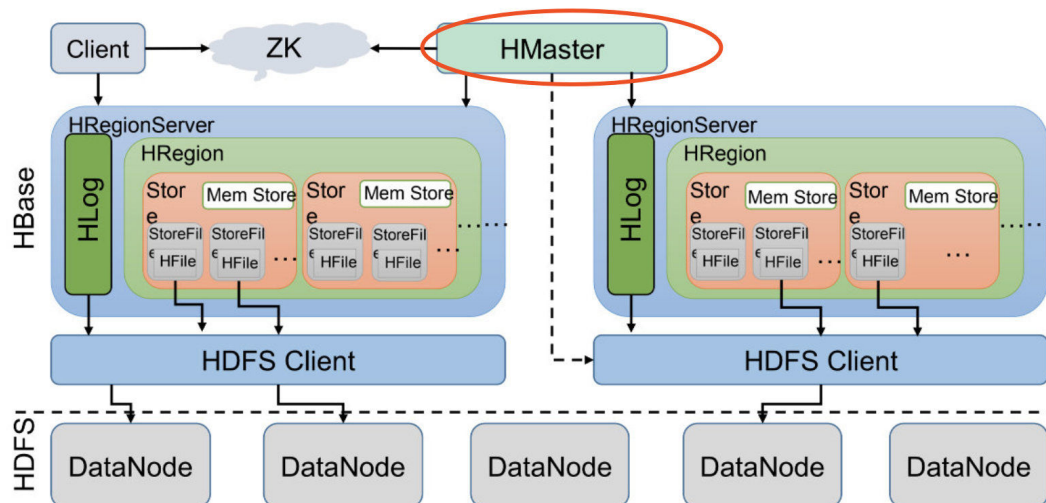 Client
ZK
HMaster
HBase
HRegionServer
HLog
HRegion
Stor
e
Mem Store
StoreFil
e
HFile
StoreFil
e
HFile
...
Stor
e
Mem Store
StoreFil
e
HFile
StoreFil
e
HFile
...
......
HRegionServer
HLog
HRegion
Stor
e
Mem Store
StoreFil
e
HFile
StoreFil
e
HFile
...
Stor
e
Mem Store
StoreFil
e
HFile
...
......
HDFS Client
HDFS Client
HDFS
DataNode
DataNode
DataNode
DataNode
DataNode